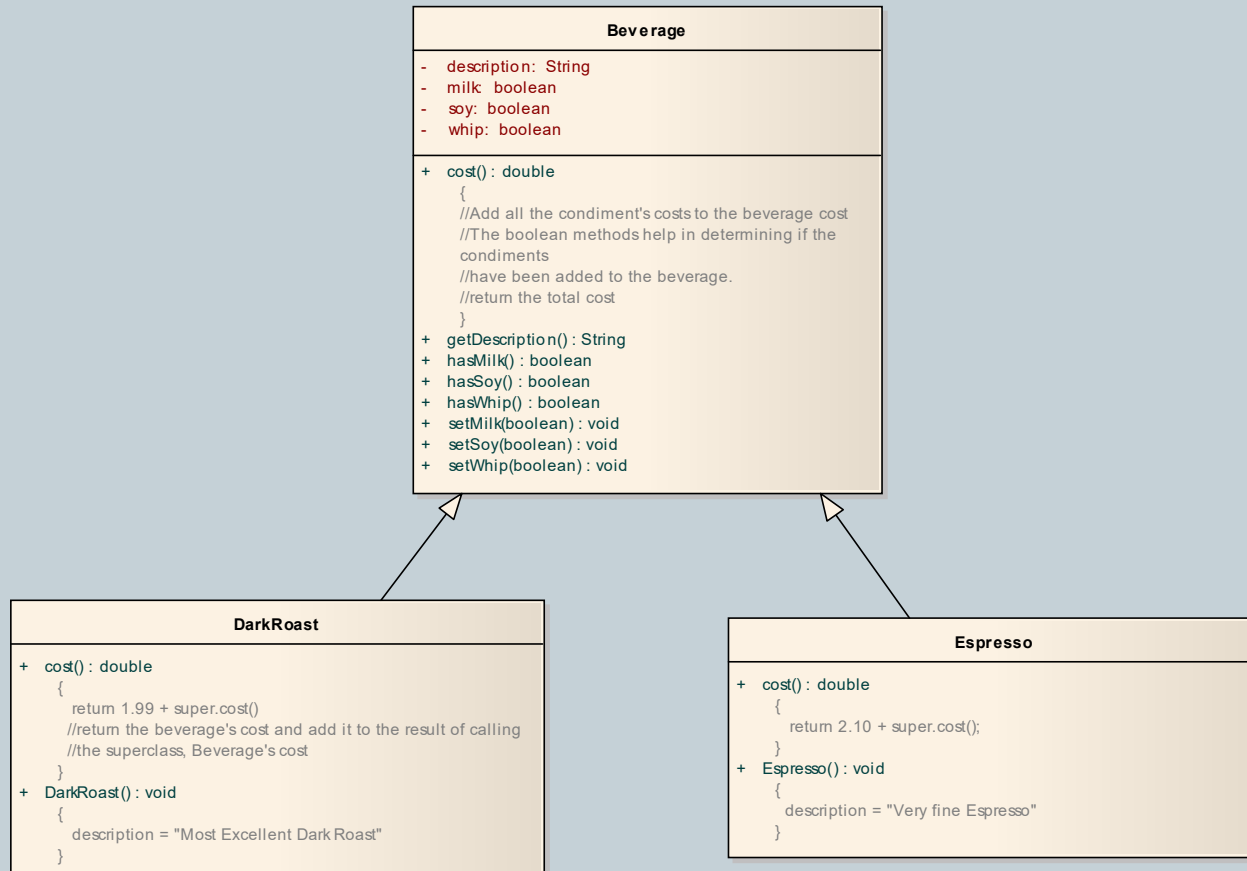 Beverage
- description: String
- milk: boolean
- soy: boolean
- whip: boolean
+ cost() : double
{
//Add all the condiment's costs to the beverage cost
//The boolean methods help in determining if the
condiments
//have been added to the beverage.
//return the total cost
}
+ getDescription() : String
+ hasMilk() : boolean
+ hasSoy() : boolean
+ hasWhip() : boolean
+ setMilk(boolean) : void
+ setSoy(boolean) : void
+ setWhip(boolean) : void
DarkRoast
+ cost() : double
{
return 1.99 + super.cost()
//return the beverage's cost and add it to the result of calling
//the superclass, Beverage's cost
}
+ DarkRoast() : void
{
description = "Most Excellent Dark Roast"
}
Espresso
+ cost() : double
{
return 2.10 + super.cost();
}
+ Espresso() : void
{
description = "Very fine Espresso"
}